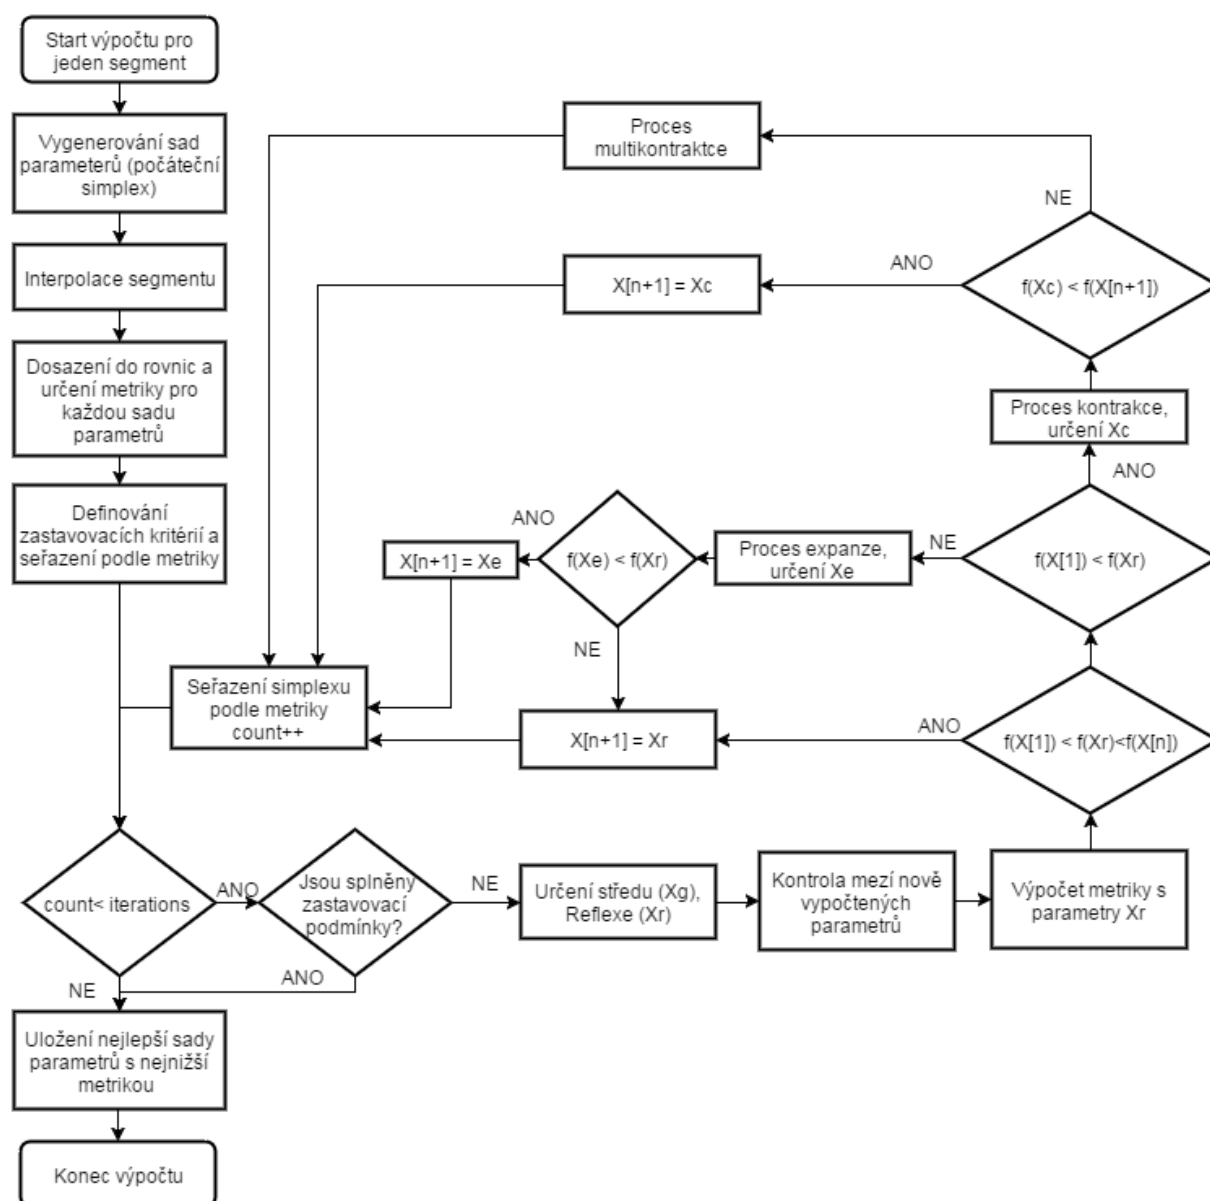 Start výpočtu pro
jeden segment
Vygenerování sad
parameterů (počáteční
simplex)
Interpolace segmentu
Dosazení do rovnic a
určení metriky pro
každou sadu
parametrů
Definování
zastavovacích kritérií a
seřazení podle metriky
Proces
multikontraktce
NE
X[n+1] = Xc
ANO
f(Xc) < f(X[n+1])
Proces kontrakce,
určení Xc
ANO
X[n+1] = Xe
ANO
f(Xe) < f(Xr)
NE
Proces expanze,
určení Xe
NE
f(X[1]) < f(Xr)
Seřazení simplexu
podle metriky
count++
X[n+1] = Xr
ANO
f(X[1]) < f(Xr)<f(X[n])
count< iterations
ANO
Jsou splněny
zastavovací
podmínky?
NE
Určení středu (Xg),
Reflexe (Xr)
Kontrola mezí nově
vypočtených
parametrů
Výpočet metriky s
parametry Xr
NE
ANO
Uložení nejlepší sady
parametrů s nejnižší
metrikou
Konec výpočtu